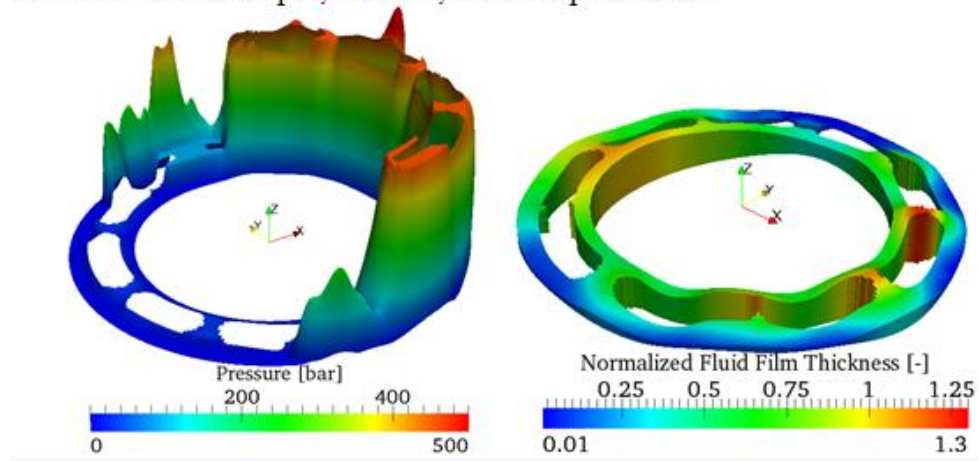 Z
Y
X
Z
Y
X
Pressure [bar]
200 400
0 500
Normalized Fluid Film Thickness [-]
0.25 0.5 0.75 1 1.25
0.01 1.3